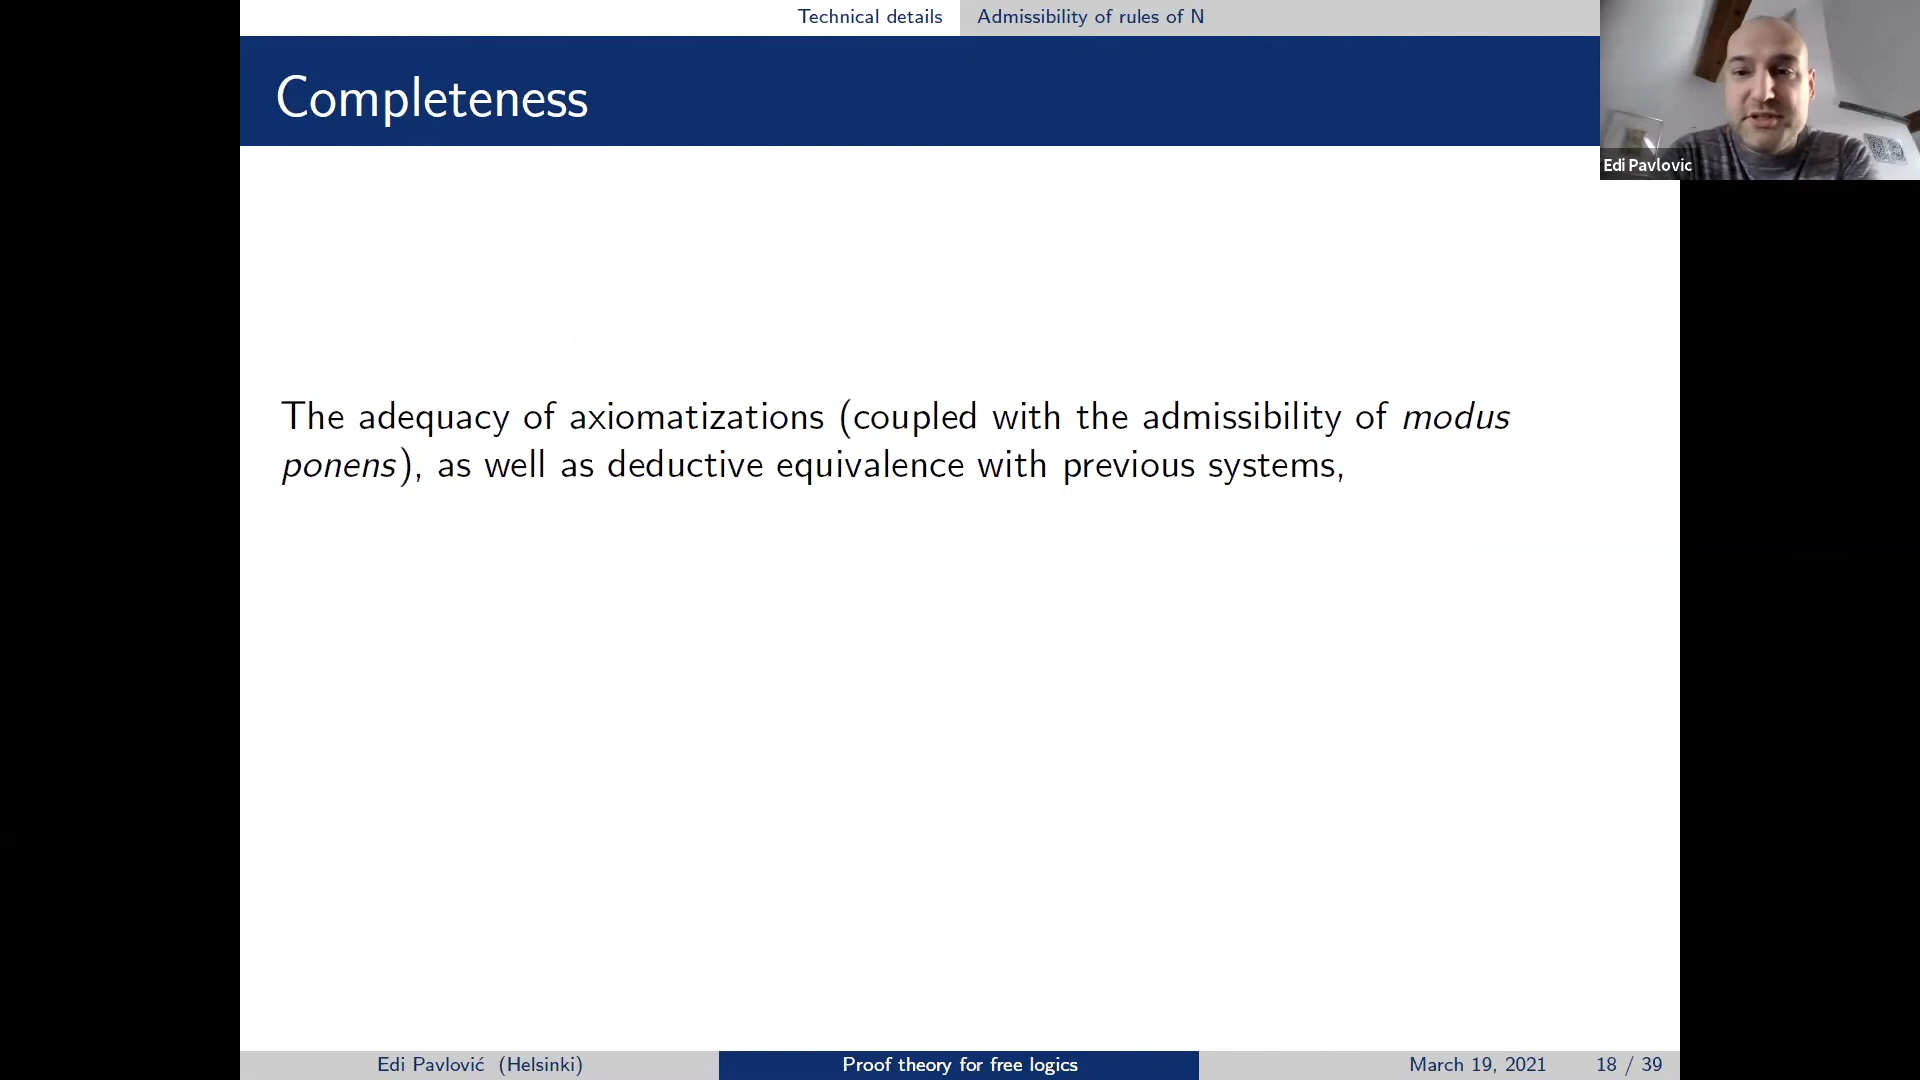 Technical details Admissibility of rules of N
Completeness
Edi Pavlovic
The adequacy of axiomatizations (coupled with the admissibility of modus
ponens), as well as deductive equivalence with previous systems,
Edi Pavlović (Helsinki) Proof theory for free logics March 19, 2021 18 / 39